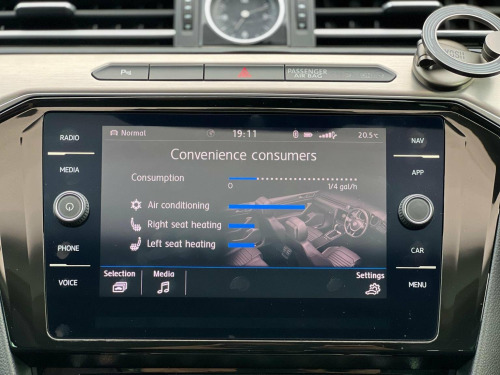 P
PASSENGER
AIR BAG
RADIO
MEDIA
PHONE
VOICE
Normal
19:11
20.5°C
Convenience consumers
Consumption
0
1/4 gal/h
Air conditioning
Right seat heating
Left seat heating
Selection
Media
Settings
NAV
APP
CAR
MENU